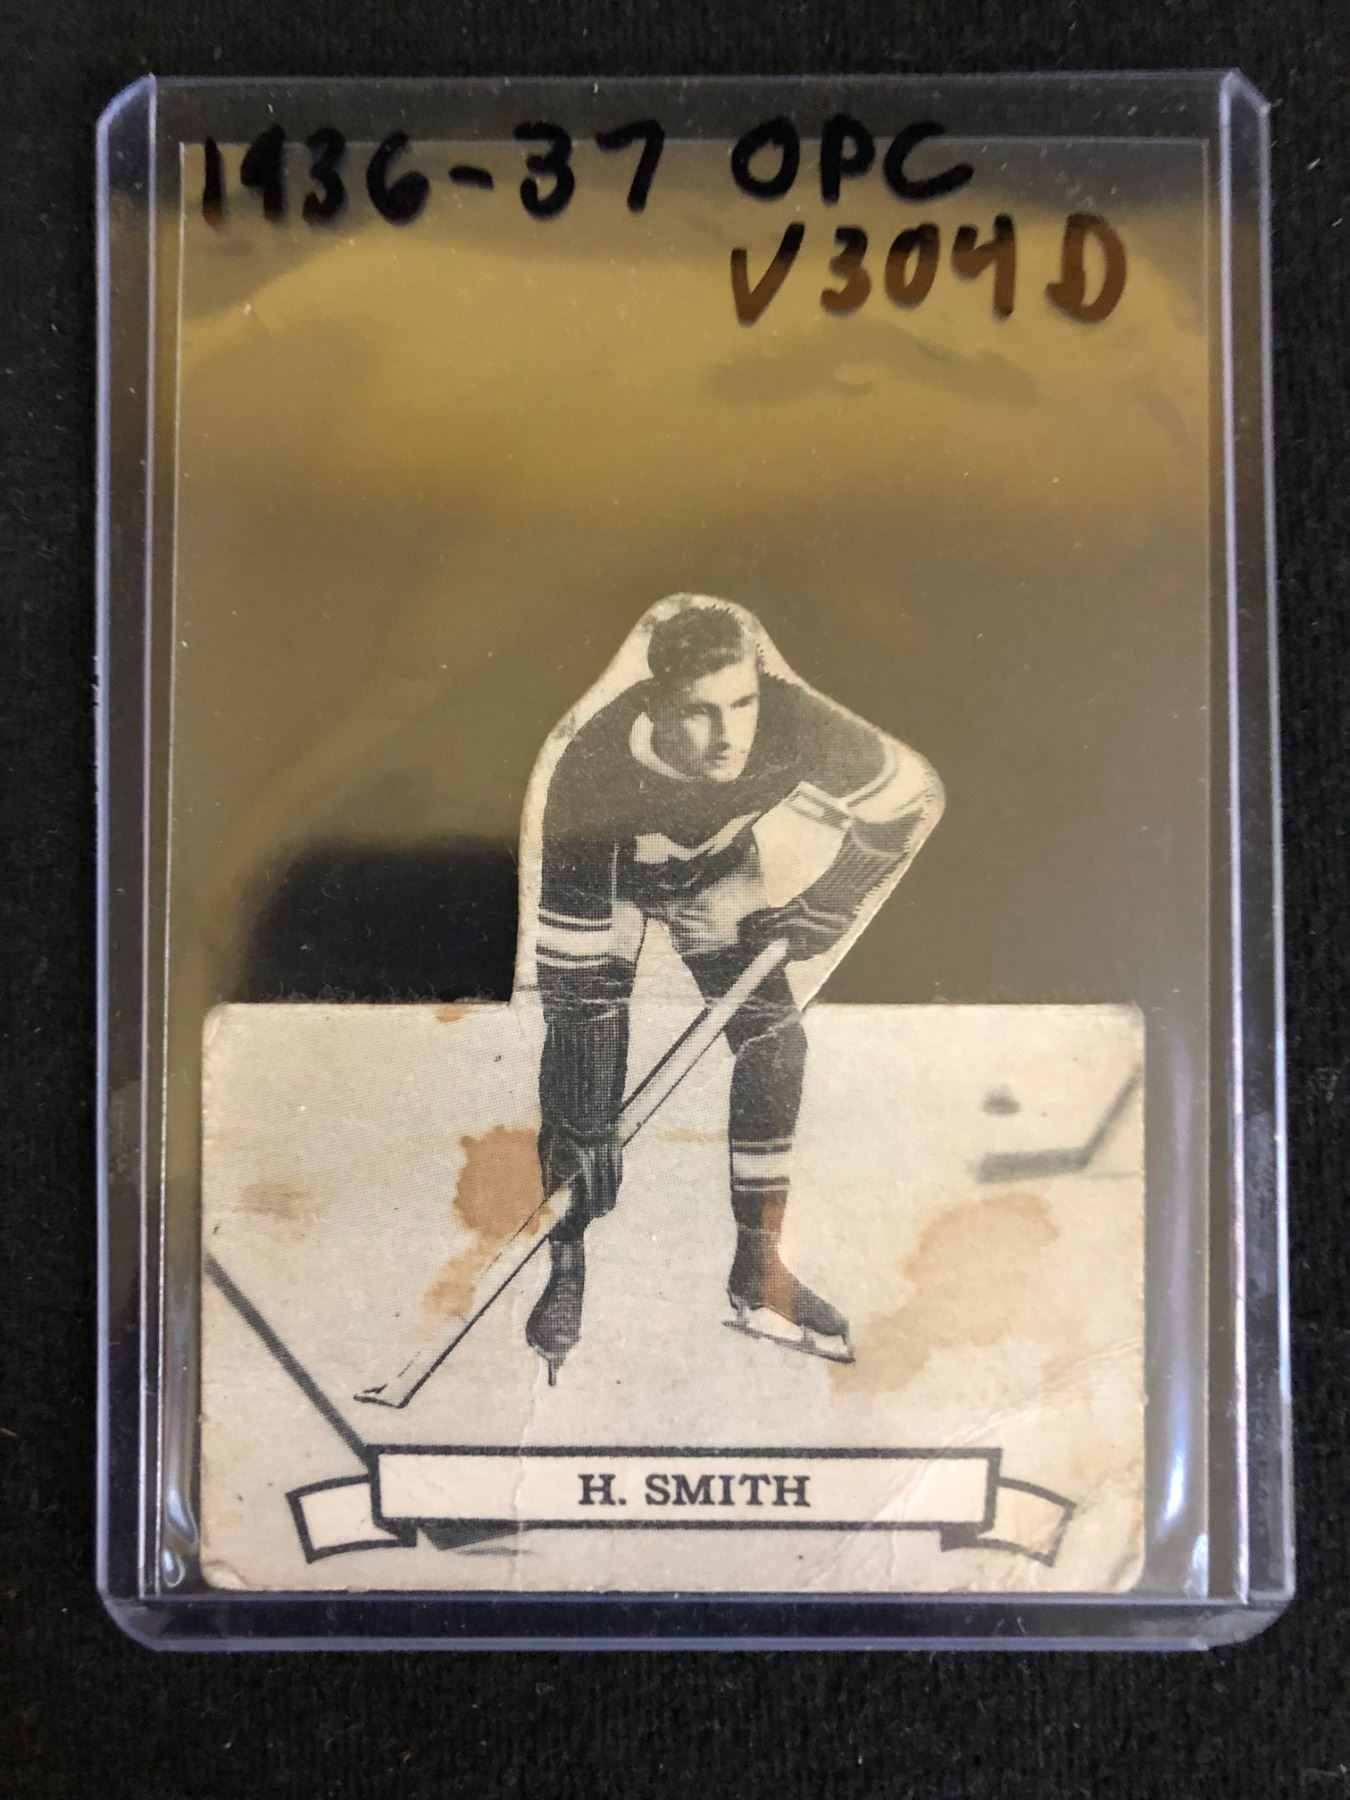 1936-37 OPC
V304D
H. SMITH